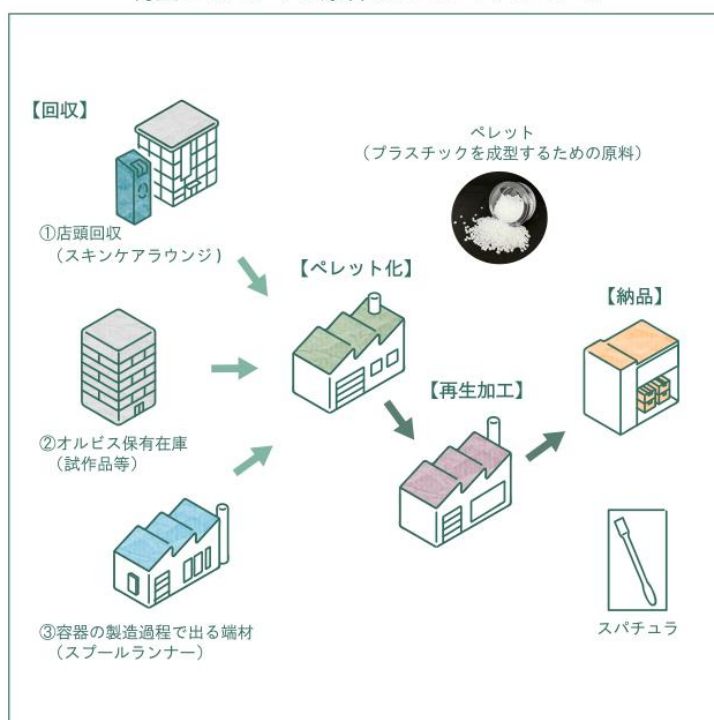 【回収】
①店頭回収
（スキンケアラウンジ）
②オルビス保有在庫
（試作品等）
③容器の製造過程で出る端材
（スプールランナー）
ペレット
（プラスチックを成型するための原料）
【ペレット化】
【再生加工】
【納品】
スパチュラ